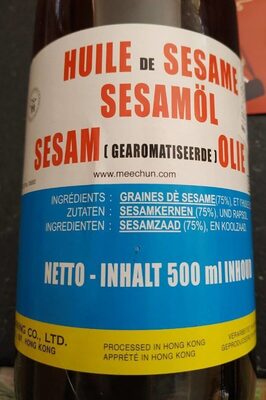 HUILE DE SESAME
SESAMÖL
SESAM (GEAROMATISEERDE) OLIE
www.meechun.com
INGRÉDIENTS : GRAINES DÈ SESAME(75%), ET
ZUTATEN : SESAMKERNEN (75%), UND RAPSÖL
INGREDIENTEN : SESAMZAAD (75%), EN KOOLZAAD
NETTO - INHALT 500 ml INHOUD
CO., LTD.
HONG KONG
PROCESSED IN HONG KONG
APPRÊTÉ IN HONG KONG